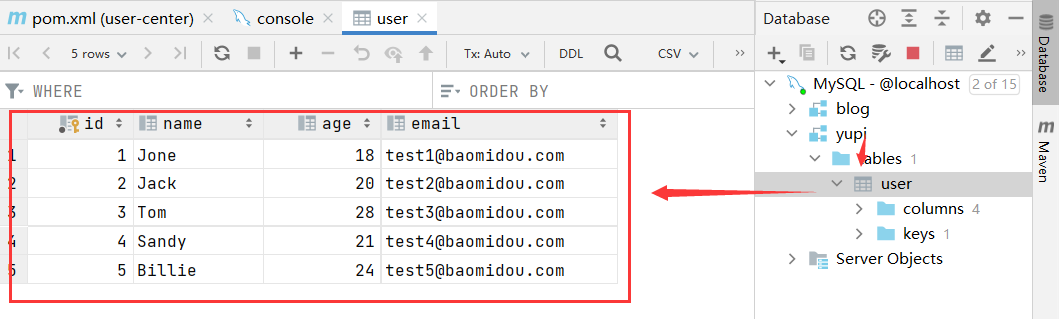 pom.xml (user-center) console user
5 rows Tx: Auto DDL CSV
WHERE ORDER BY
id name age email
1 1 Jone 18 test1@baomidou.com
2 2 Jack 20 test2@baomidou.com
3 3 Tom 28 test3@baomidou.com
4 4 Sandy 21 test4@baomidou.com
5 5 Billie 24 test5@baomidou.com
Database
MySQL - @localhost 2 of 15
blog
yupi
tables 1
user
columns 4
keys 1
Server Objects
Database
Maven